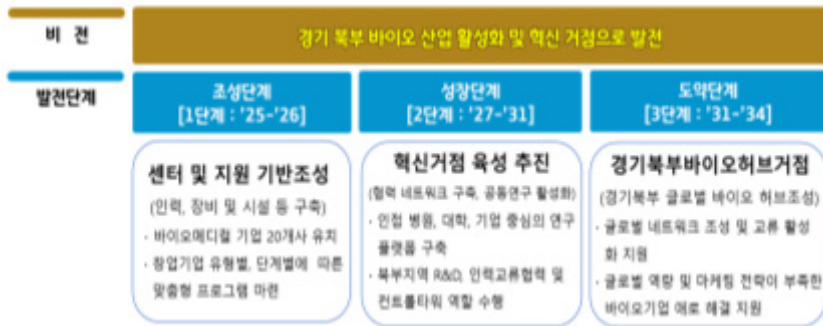 비 전
경기 북부 바이오 산업 활성화 및 혁신 거점으로 발전
발전단계
조성단계
[1단계 : '25-'26]
성장단계
[2단계 : '27-'31]
도약단계
[3단계 : '31-'34]
센터 및 지원 기반조성
(인력, 장비 및 시설 등 구축)
· 바이오메디컬 기업 20개사 유치
· 창업기업 유형별, 단계별에 따른
맞춤형 프로그램 마련
혁신거점 육성 추진
(협력 네트워크 구축, 공동연구 활성화)
· 인접 병원, 대학, 기업 중심의 연구
플랫폼 구축
· 북부지역 R&D, 인력교류협력 및
컨트롤타워 역할 수행
경기북부바이오허브거점
(경기북부 글로벌 바이오 허브조성)
· 글로벌 네트워크 조성 및 교류 활성
화 지원
· 글로벌 역량 및 마케팅 전략이 부족한
바이오기업 애로 해결 지원